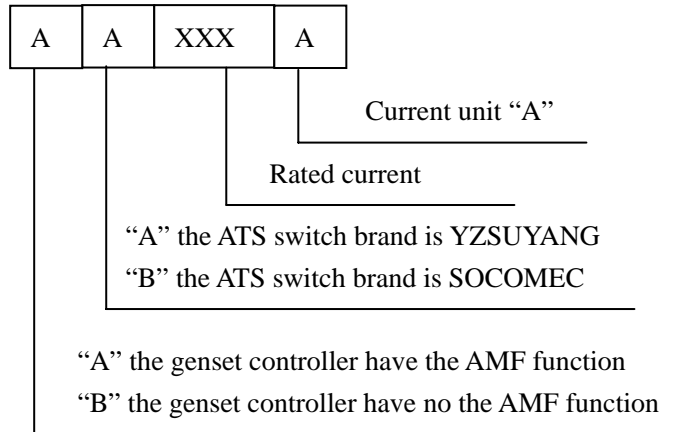 A A XXX A
Current unit “A”
Rated current
“A” the ATS switch brand is YZSUYANG
“B” the ATS switch brand is SOCOMEC
“A” the genset controller have the AMF function
“B” the genset controller have no the AMF function